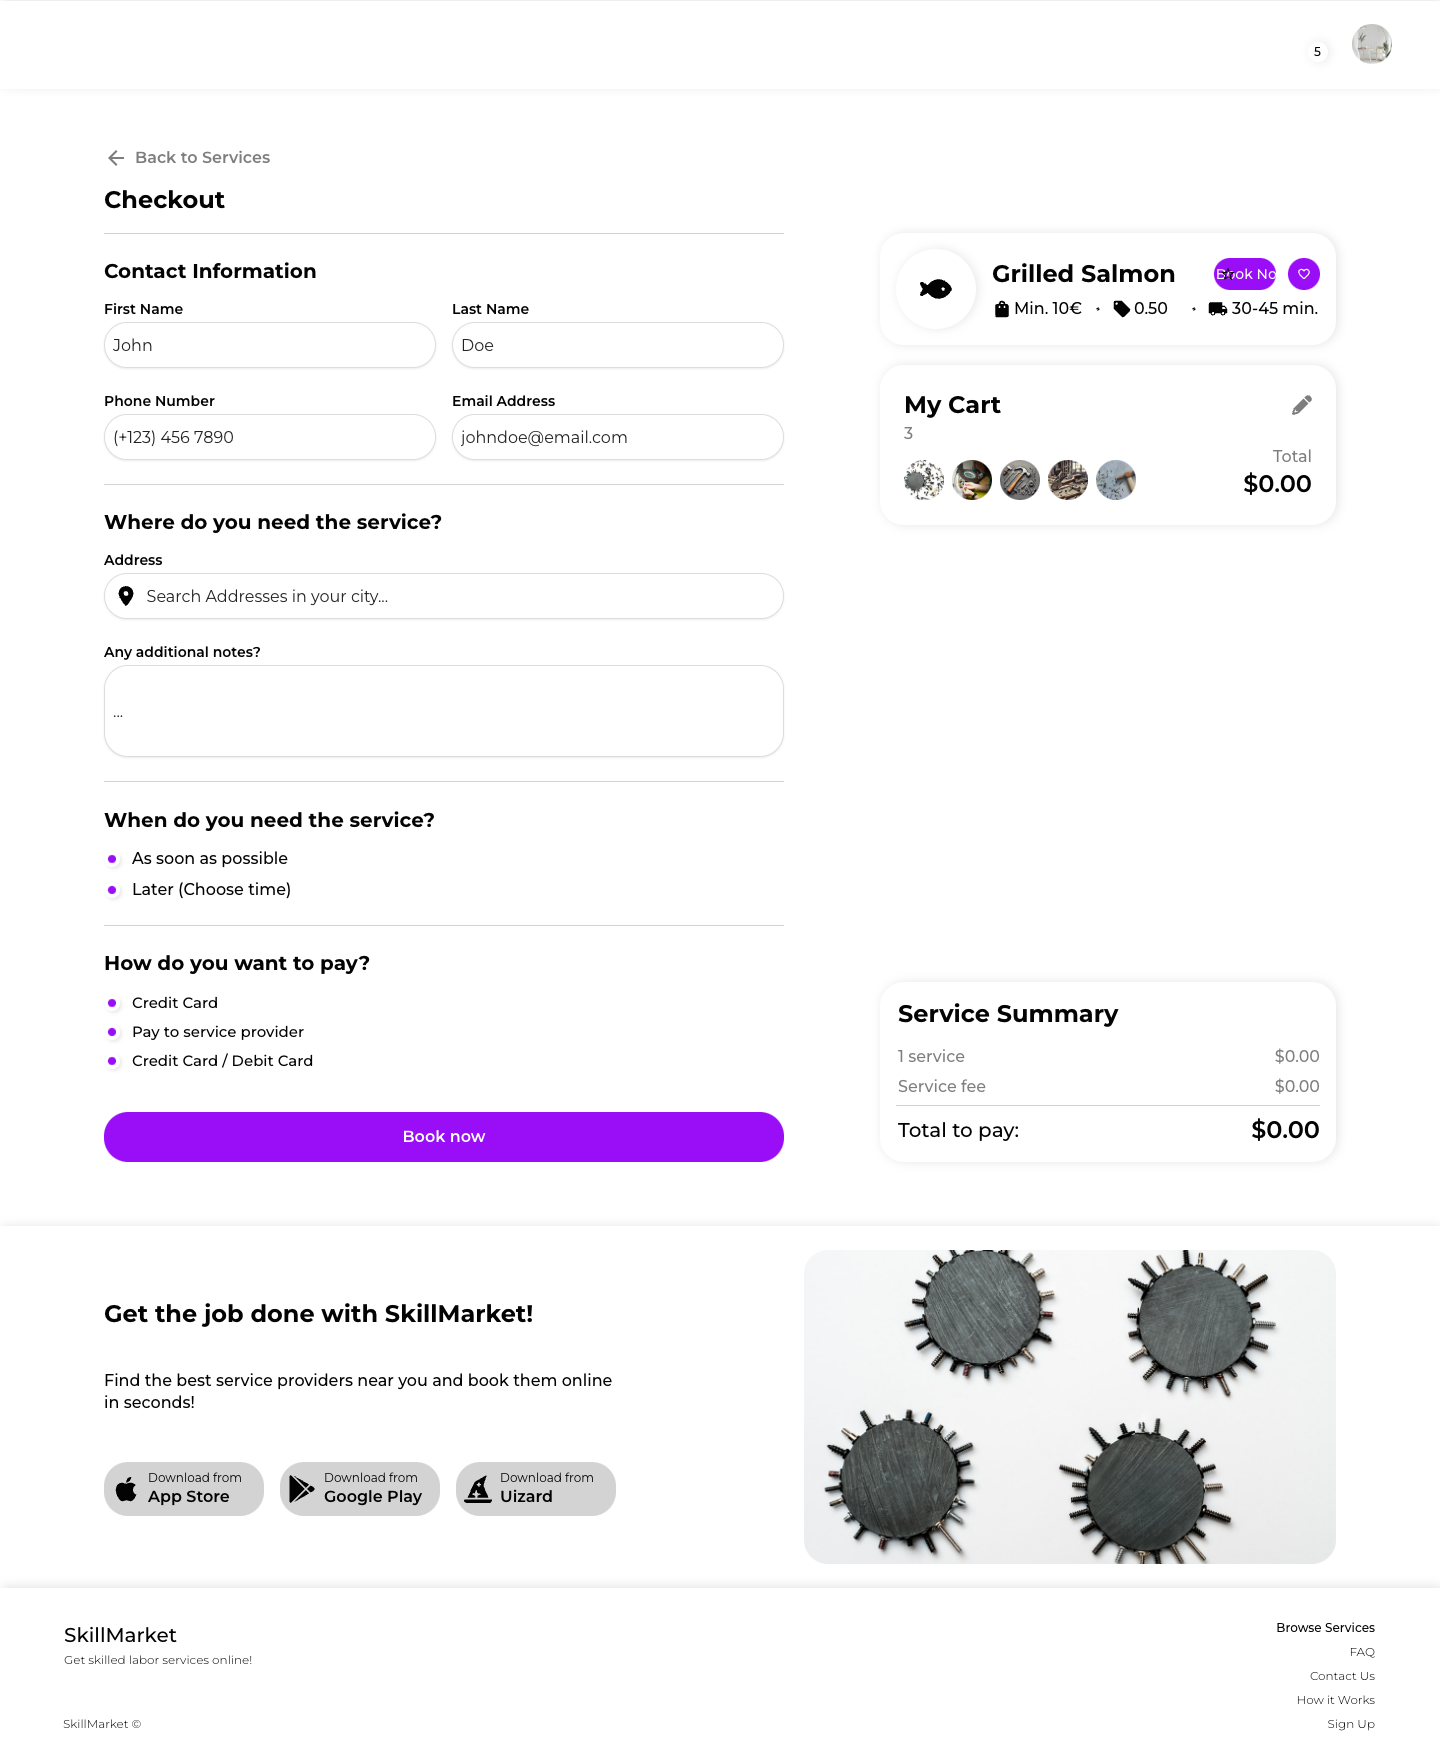 5
Back to Services
Checkout
Contact Information
First Name
Last Name
John
Doe
Phone Number
Email Address
(+123) 456 7890
johndoe@email.com
Where do you need the service?
Address
Search Addresses in your city...
Any additional notes?
...
When do you need the service?
As soon as possible
Later (Choose time)
How do you want to pay?
Credit Card
Pay to service provider
Credit Card / Debit Card
Book now
Grilled Salmon
Book No
Min. 10€ • 0.50 • 30-45 min.
My Cart
3
Total
$0.00
Service Summary
1 service $0.00
Service fee $0.00
Total to pay: $0.00
Get the job done with SkillMarket!
Find the best service providers near you and book them online
in seconds!
Download from
App Store
Download from
Google Play
Download from
Uizard
SkillMarket
Get skilled labor services online!
SkillMarket ©
Browse Services
FAQ
Contact Us
How it Works
Sign Up